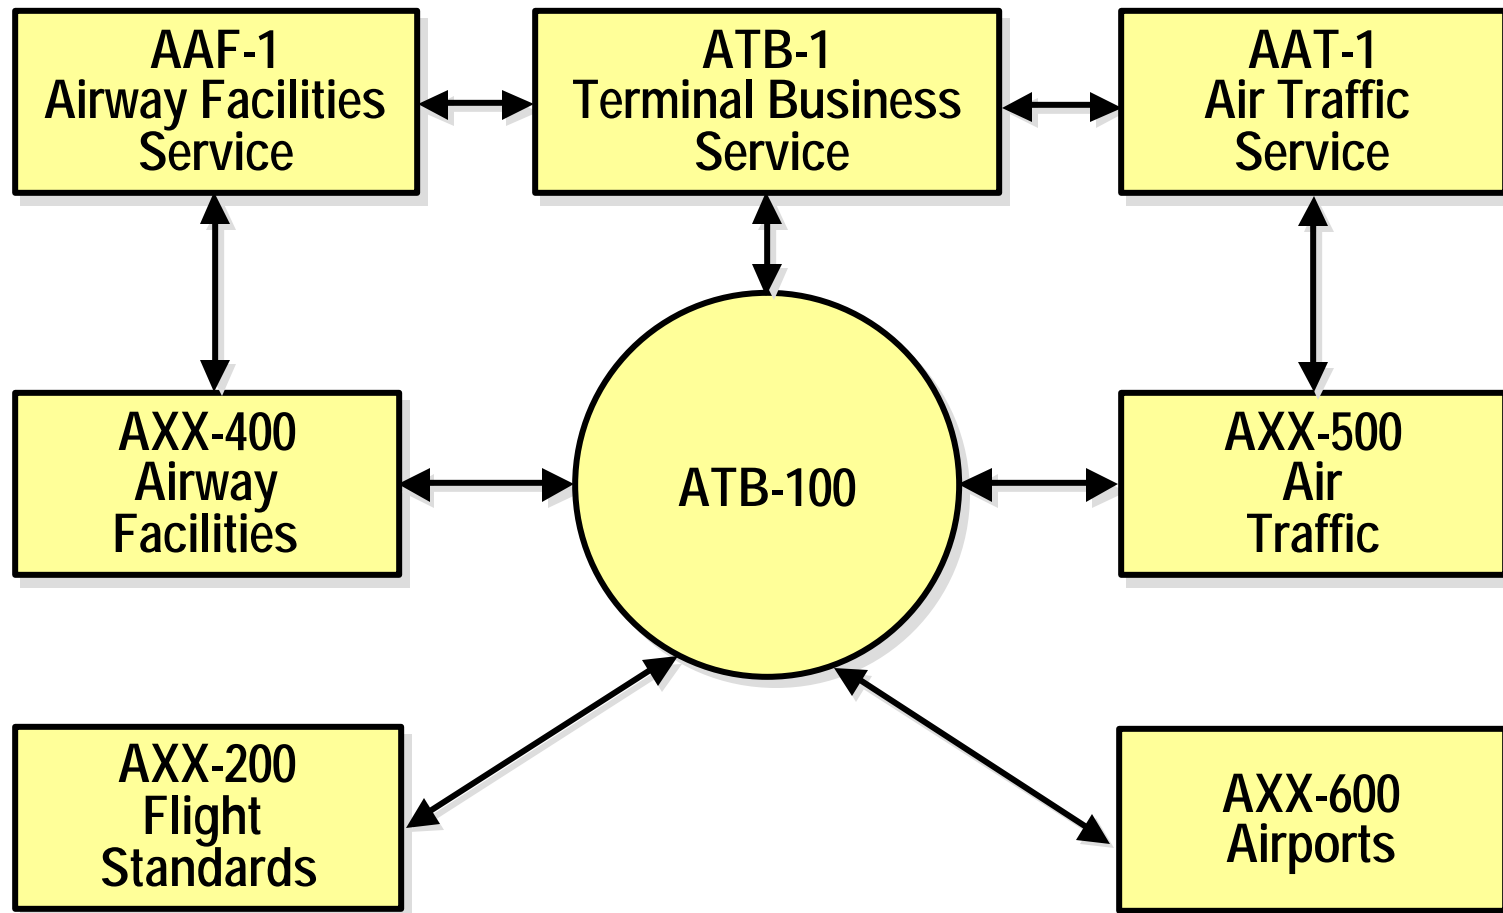 AAF-1
Airway Facilities
Service
ATB-1
Terminal Business
Service
AAT-1
Air Traffic
Service
AXX-400
Airway
Facilities
ATB-100
AXX-500
Air
Traffic
AXX-200
Flight
Standards
AXX-600
Airports